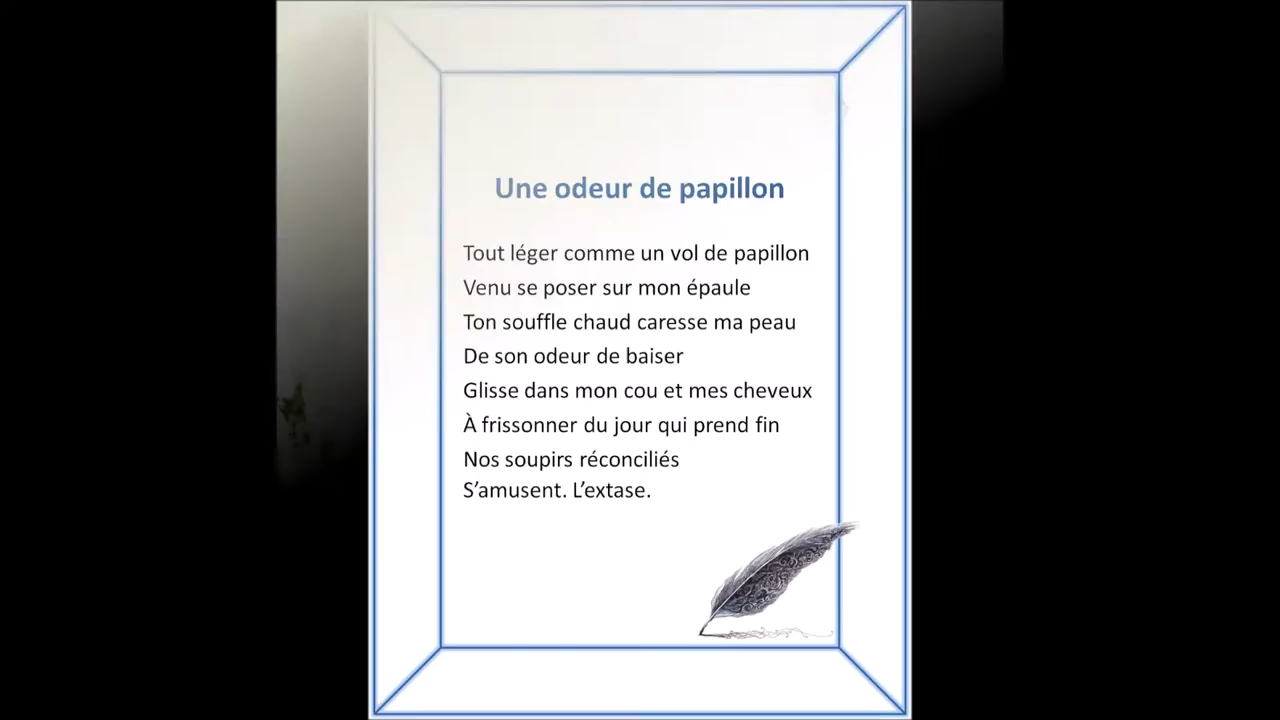 Une odeur de papillon
Tout léger comme un vol de papillon
Venu se poser sur mon épaule
Ton souffle chaud caresse ma peau
De son odeur de baiser
Glisse dans mon cou et mes cheveux
À frissonner du jour qui prend fin
Nos soupirs réconciliés
S’amusent. L’extase.